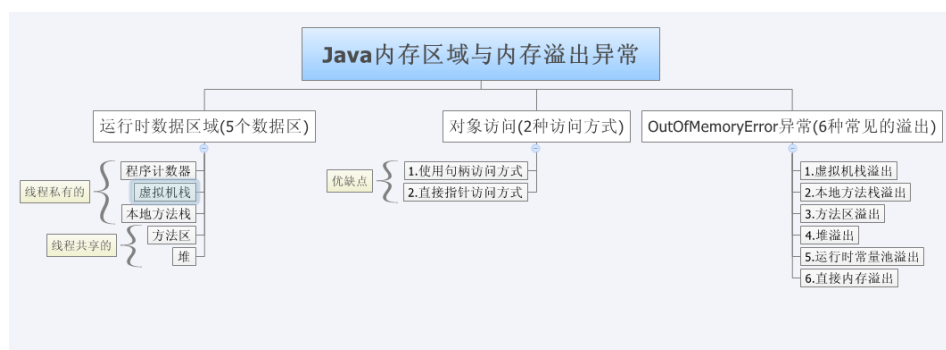 Java内存区域与内存溢出异常
运行时数据区域(5个数据区)
线程私有的
程序计数器
虚拟机栈
本地方法栈
线程共享的
方法区
堆
对象访问(2种访问方式)
优缺点
1.使用句柄访问方式
2.直接指针访问方式
OutOfMemoryError异常(6种常见的溢出)
1.虚拟机栈溢出
2.本地方法栈溢出
3.方法区溢出
4.堆溢出
5.运行时常量池溢出
6.直接内存溢出